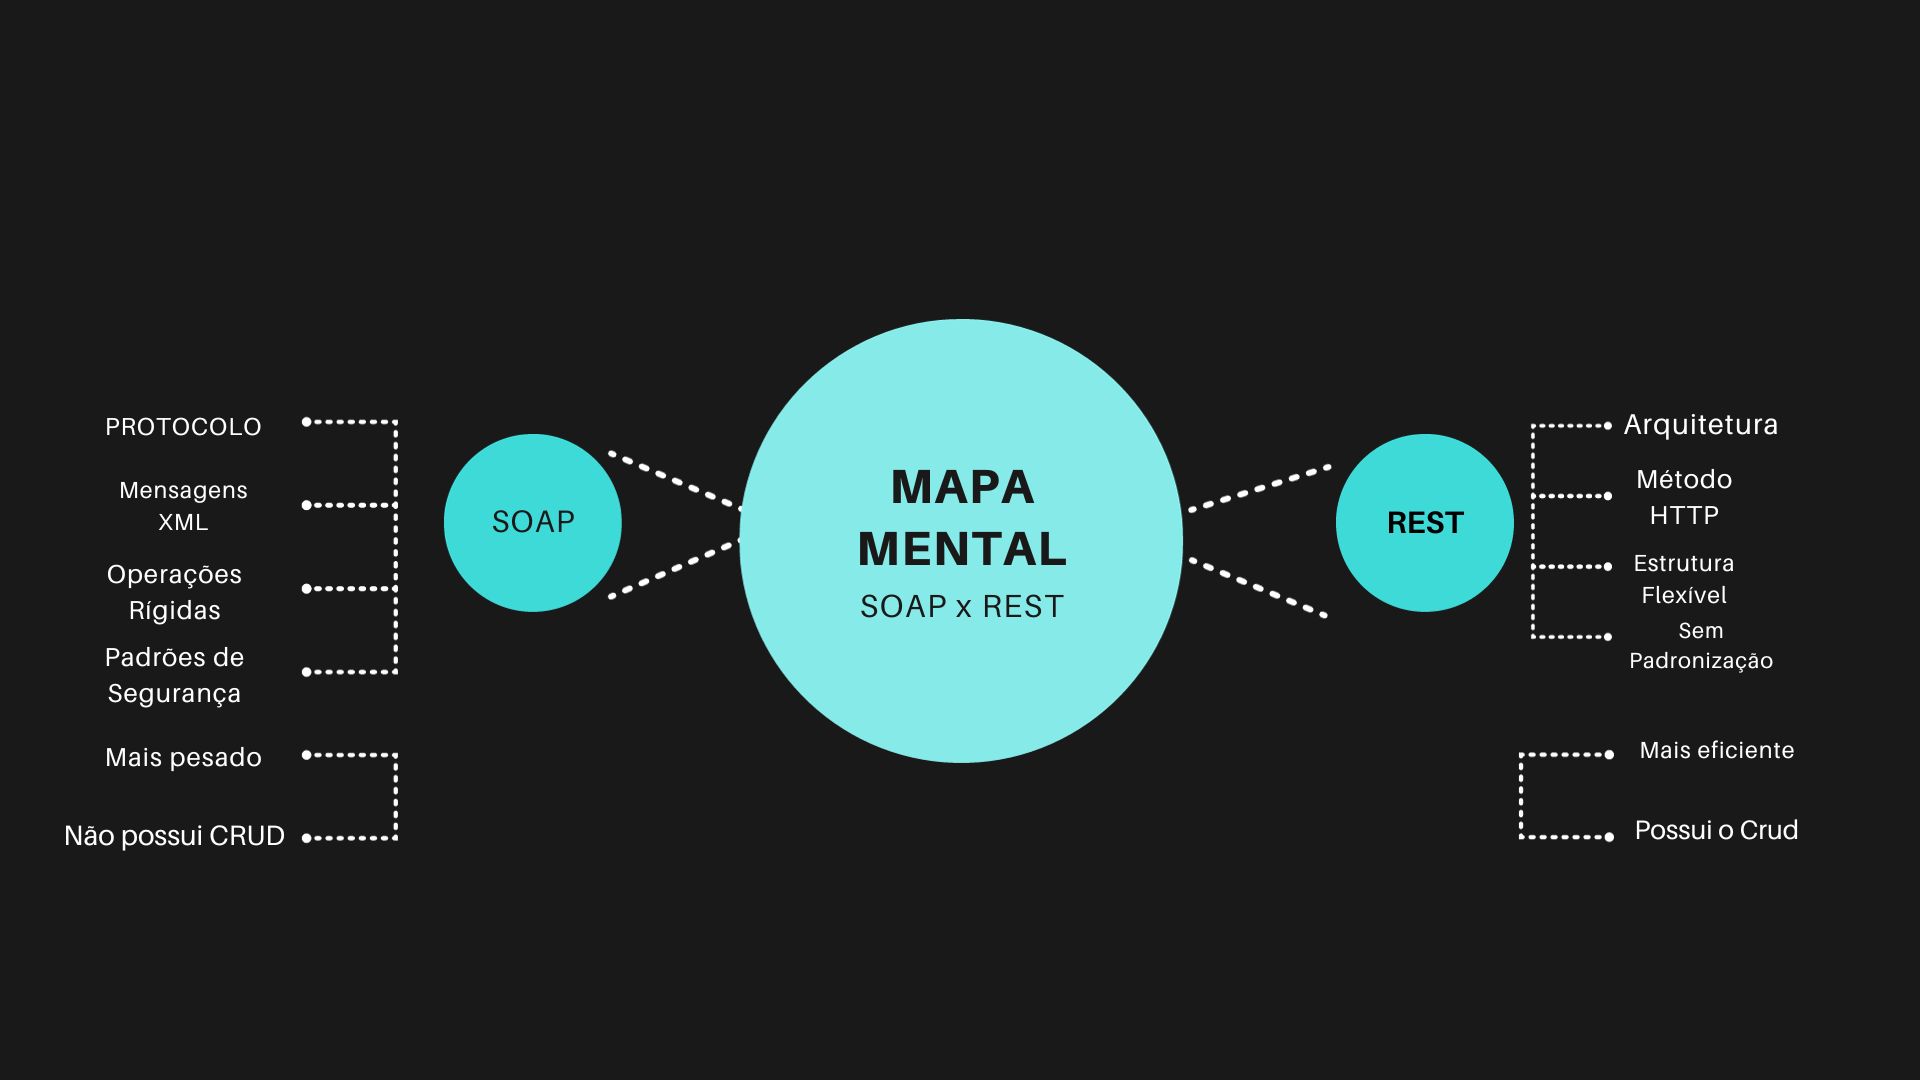 MAPA
MENTAL
SOAP x REST
SOAP
PROTOCOLO
Mensagens
XML
Operações
Rígidas
Padrões de
Segurança
Mais pesado
Não possui CRUD
REST
Arquitetura
Método
HTTP
Estrutura
Flexível
Sem
Padronização
Mais eficiente
Possui o Crud